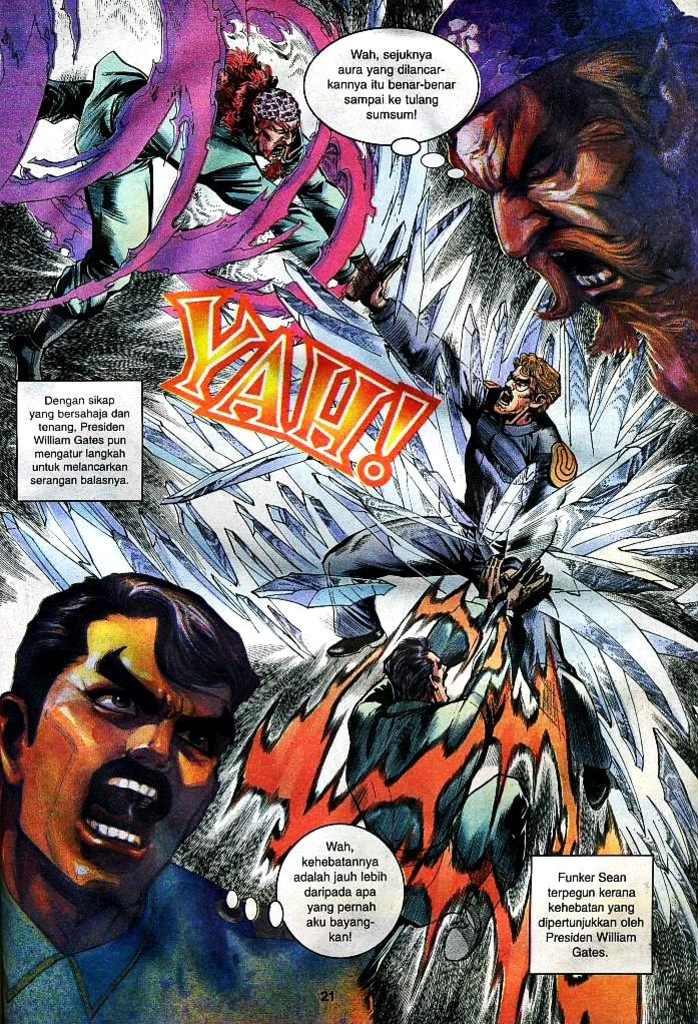 Wah, sejuknya
aura yang dilancar-
kannya itu benar-benar
sampai ke tulang
sumsum!
YAH!
Dengan sikap
yang bersahaja dan
tenang, Presiden
William Gates pun
mengatur langkah
untuk melancarkan
serangan balasnya.
Wah,
kehebatannya
adalah jauh lebih
daripada apa
yang pernah
aku bayang-
kan!
Funker Sean
terpegun kerana
kehebatan yang
dipertunjukkan oleh
Presiden William
Gates.
21